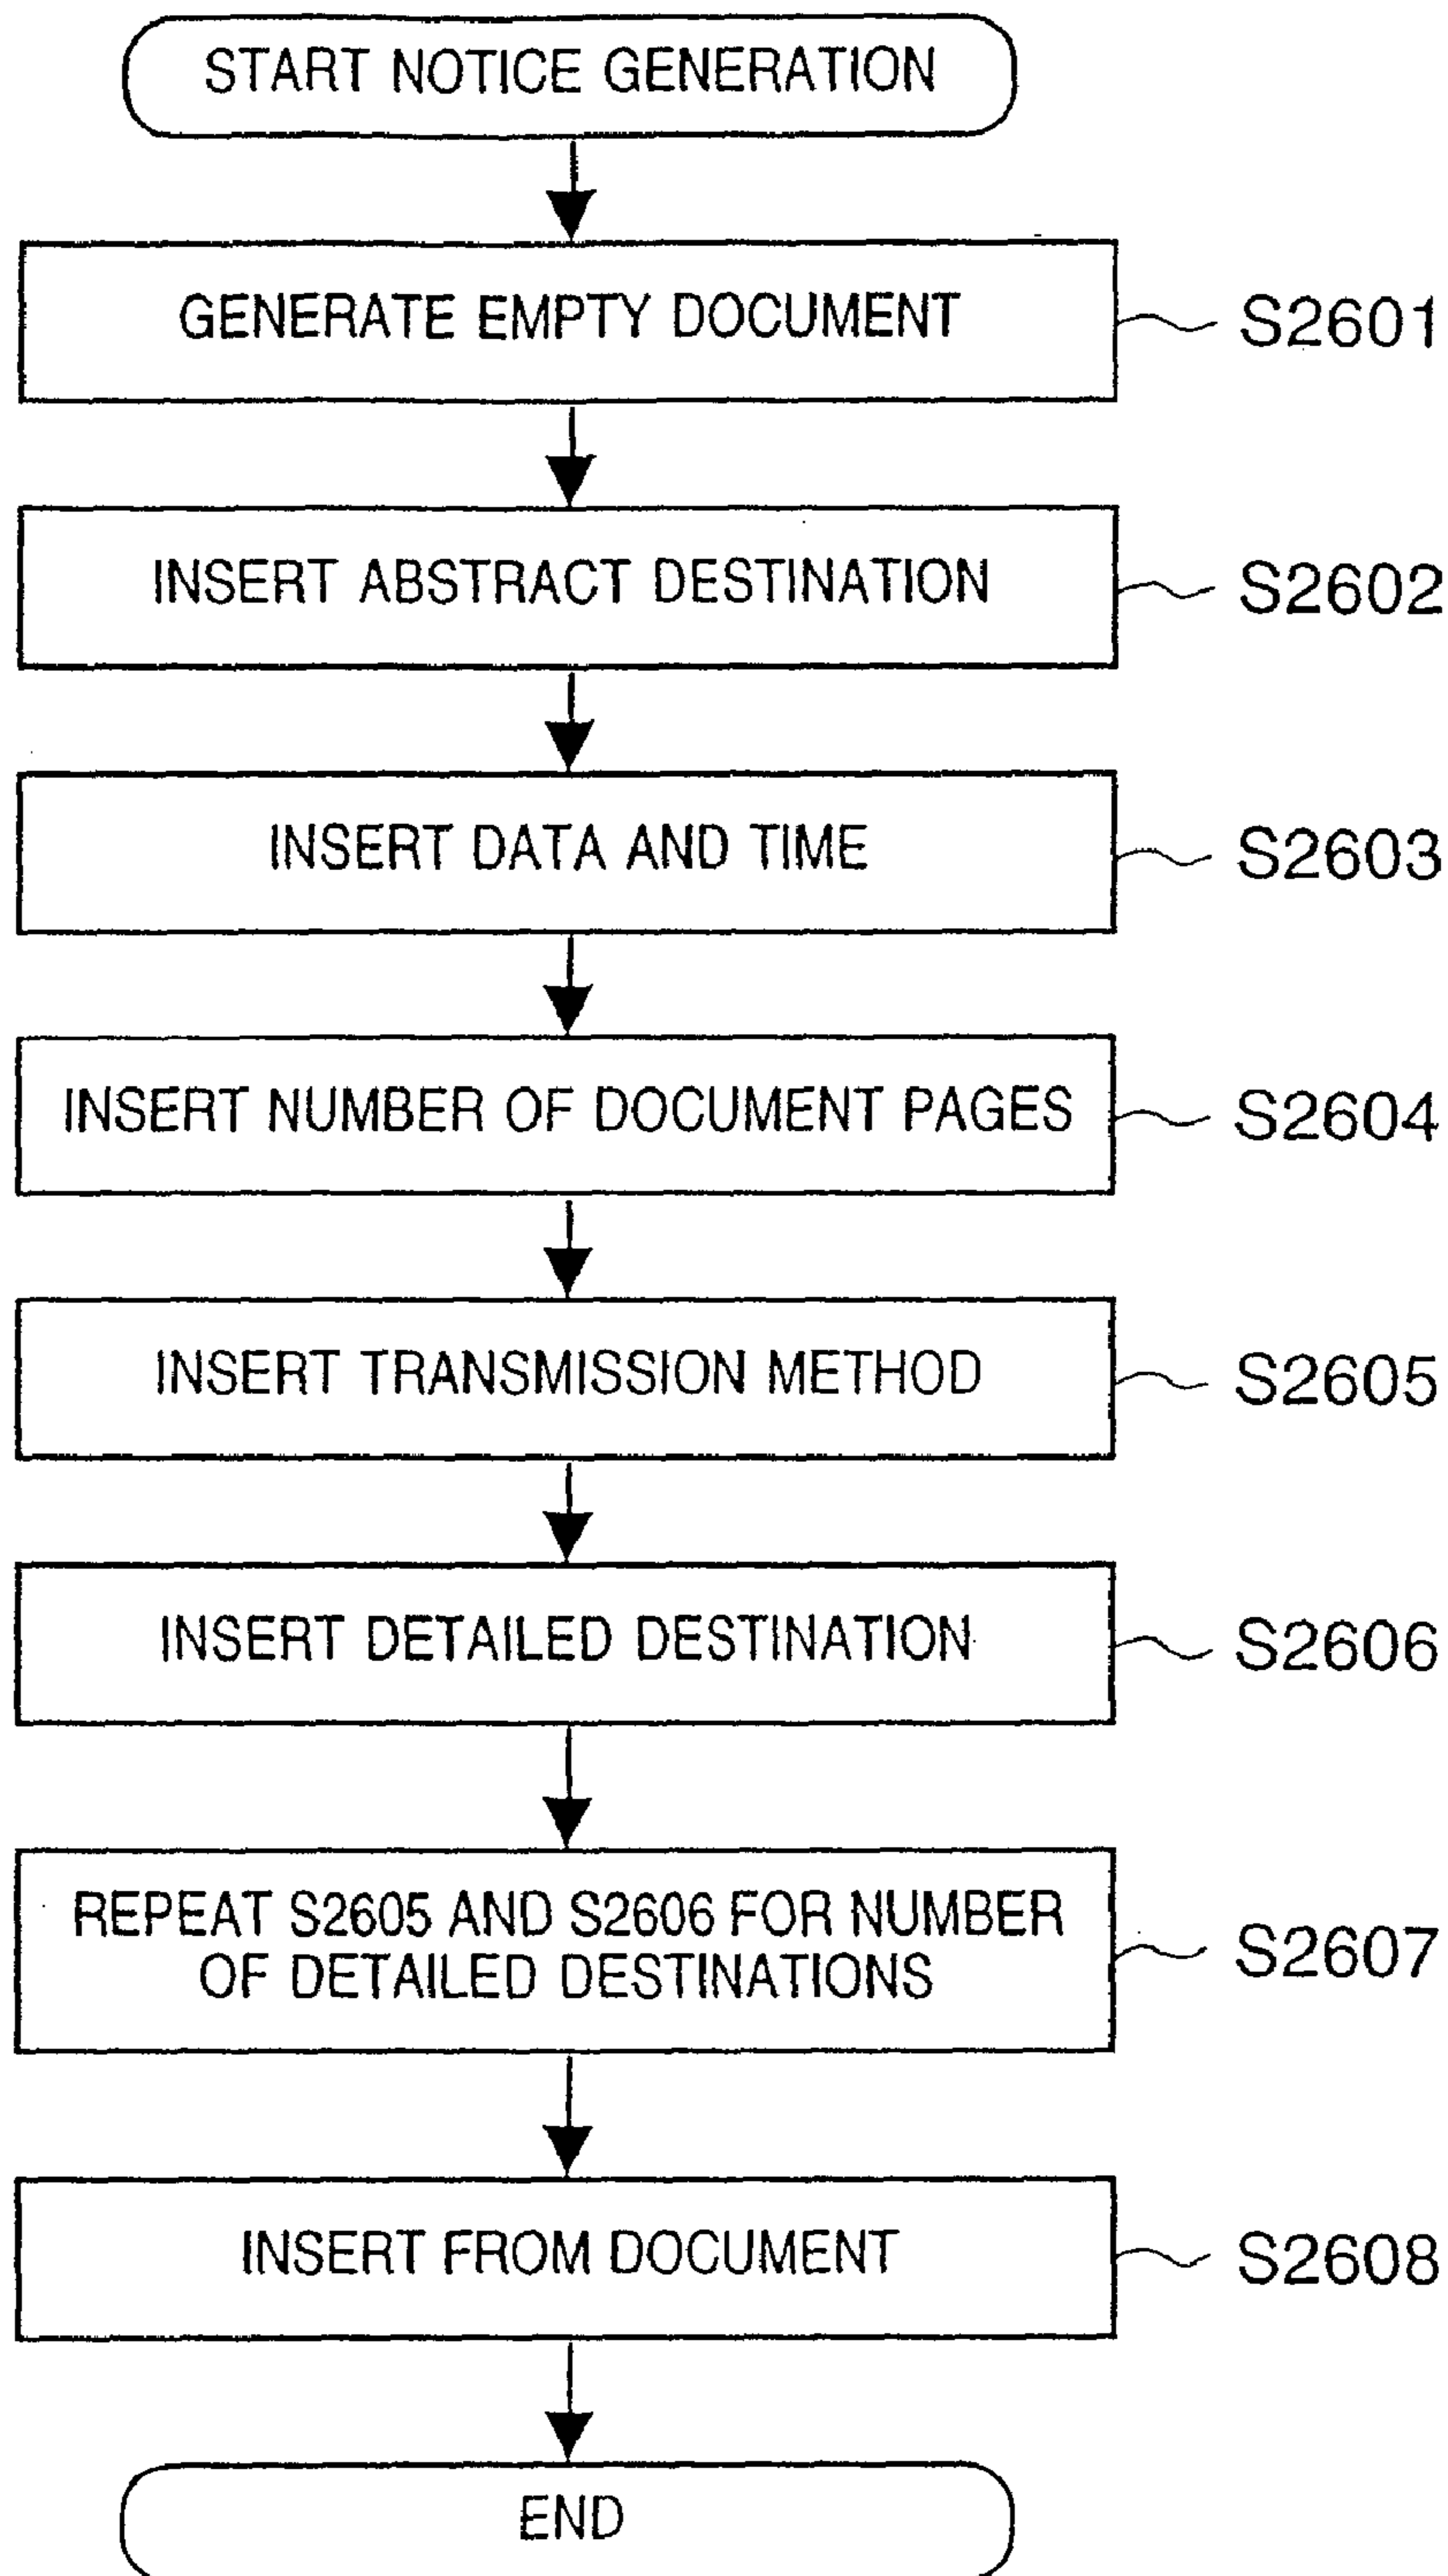 START NOTICE GENERATION
GENERATE EMPTY DOCUMENT
S2601
INSERT ABSTRACT DESTINATION
S2602
INSERT DATA AND TIME
S2603
INSERT NUMBER OF DOCUMENT PAGES
S2604
INSERT TRANSMISSION METHOD
S2605
INSERT DETAILED DESTINATION
S2606
REPEAT S2605 AND S2606 FOR NUMBER
OF DETAILED DESTINATIONS
S2607
INSERT FROM DOCUMENT
S2608
END